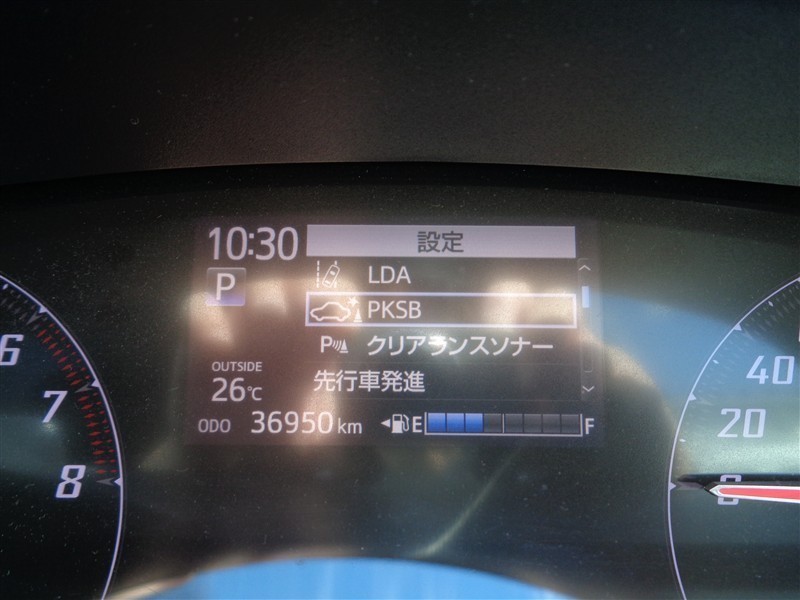 10:30 設定
P
LDA
PKSB
P クリアランスソナー
先行車発進
OUTSIDE
26℃
ODO 36950 km
E F
6
7
8
40
20
0